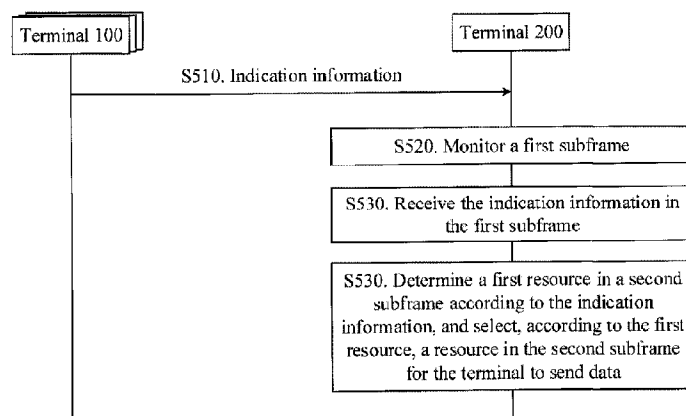 Terminal 100
Terminal 200
S510. Indication information
S520. Monitor a first subframe
S530. Receive the indication information in
the first subframe
S530. Determine a first resource in a second
subframe according to the indication
information, and select, according to the first
resource, a resource in the second subframe
for the terminal to send data